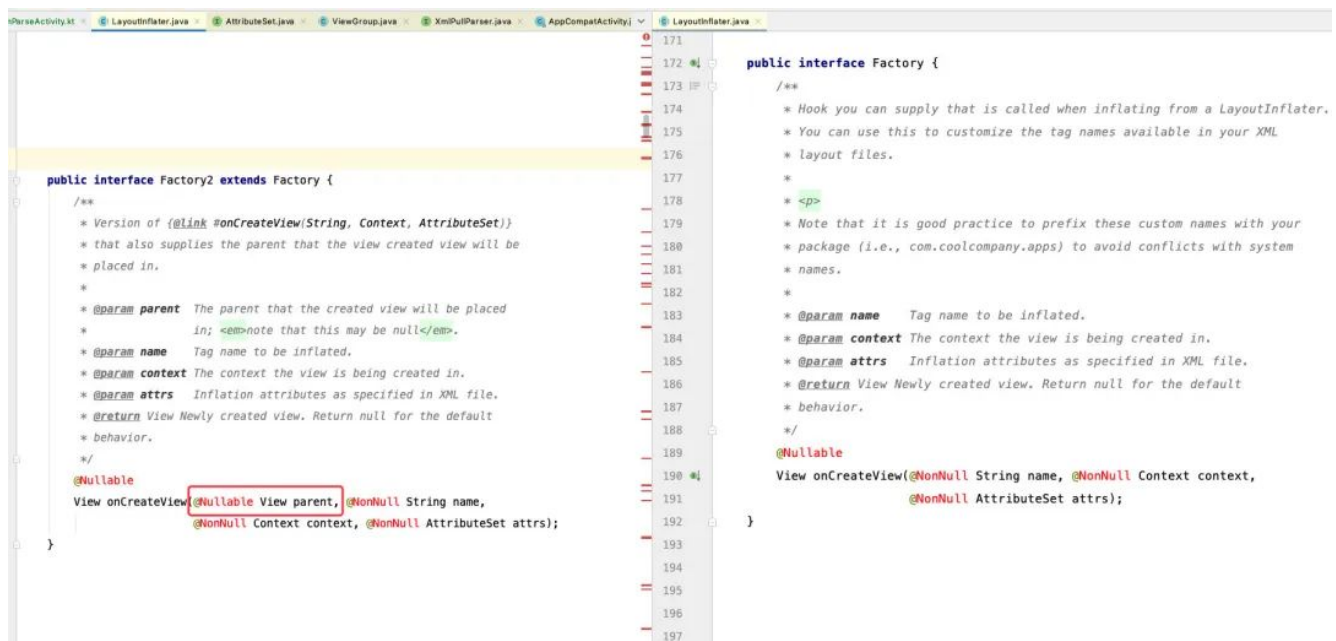 nParseActivity.kt LayoutInflater.java AttributeSet.java ViewGroup.java XmlPullParser.java AppCompatActivity.j LayoutInflater.java
public interface Factory2 extends Factory {
/**
* Version of {@link #onCreateView(String, Context, AttributeSet)}
* that also supplies the parent that the view created view will be
* placed in.
*
* @param parent The parent that the created view will be placed
* in; <em>note that this may be null</em>.
* @param name Tag name to be inflated.
* @param context The context the view is being created in.
* @param attrs Inflation attributes as specified in XML file.
* @return View Newly created view. Return null for the default
* behavior.
*/
@Nullable
View onCreateView(@Nullable View parent, @NonNull String name,
@NonNull Context context, @NonNull AttributeSet attrs);
}
171
172 public interface Factory {
173 /**
174 * Hook you can supply that is called when inflating from a LayoutInflater.
175 * You can use this to customize the tag names available in your XML
176 * layout files.
177 *
178 * <p>
179 * Note that it is good practice to prefix these custom names with your
180 * package (i.e., com.coolcompany.apps) to avoid conflicts with system
181 * names.
182 *
183 * @param name Tag name to be inflated.
184 * @param context The context the view is being created in.
185 * @param attrs Inflation attributes as specified in XML file.
186 * @return View Newly created view. Return null for the default
187 * behavior.
188 */
189 @Nullable
190 View onCreateView(@NonNull String name, @NonNull Context context,
191 @NonNull AttributeSet attrs);
192 }
193
194
195
196
197